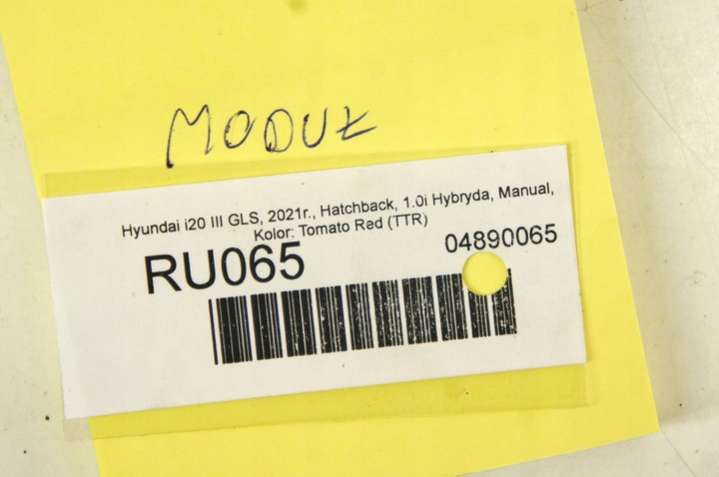 MODUŁ
Hyundai i20 III GLS, 2021r., Hatchback, 1.0i Hybryda, Manual,
Kolor: Tomato Red (TTR)
RU065
04890065